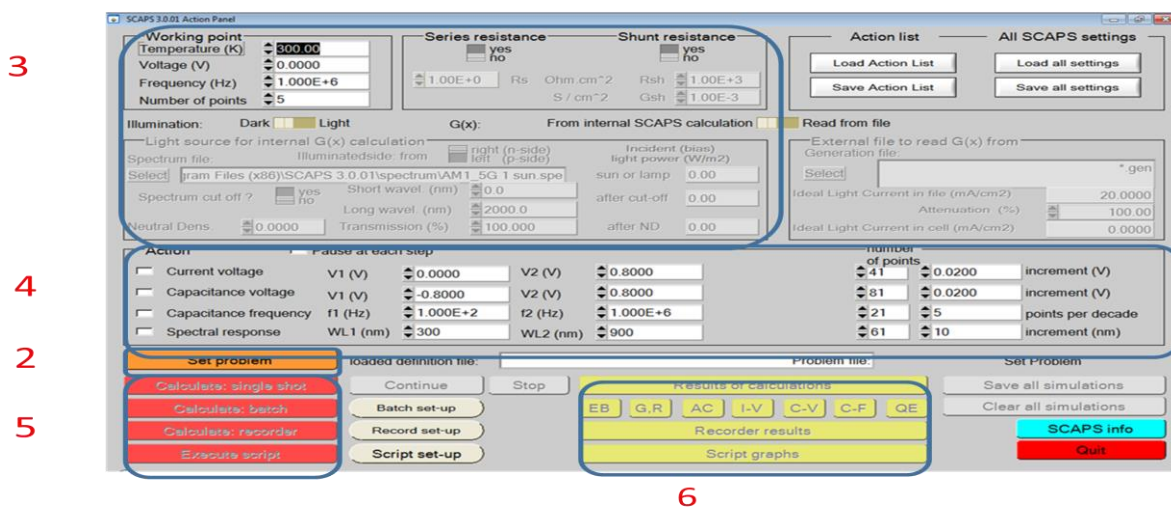 SCAPS 3.0.01 Action Panel
Working point
Temperature (K) 300.00
Voltage (V) 0.0000
Frequency (Hz) 1.000E+6
Number of points 5
Series resistance Shunt resistance
yes yes
no no
1.00E+0 Rs Ohm.cm^2 Rsh 1.00E+3
S / cm^2 Gsh 1.00E-3
Action list All SCAPS settings
Load Action List Load all settings
Save Action List Save all settings
3
Illumination: Dark Light G(x): From internal SCAPS calculation Read from file
Light source for internal G(x) calculation
Spectrum file: Illuminatedside: from right (n-side)
left (p-side)
Incident (bias)
light power (W/m2)
Select gram Files (x86)\SCAPS 3.0.01\spectrum\AM1_5G 1 sun.spe sun or lamp 0.00
Spectrum cut off ? yes
no
Short wavel. (nm) 0.0 after cut-off 0.00
Long wavel. (nm) 2000.0
Neutral Dens. 0.0000 Transmission (%) 100.000 after ND 0.00
External file to read G(x) from
Generation file:
Select *.gen
Ideal Light Current in file (mA/cm2) 20.0000
Attenuation (%) 100.00
Ideal Light Current in cell (mA/cm2) 0.0000
Action Pause at each step number
of points
Current voltage V1 (V) 0.0000 V2 (V) 0.8000 41 0.0200 increment (V)
Capacitance voltage V1 (V) -0.8000 V2 (V) 0.8000 81 0.0200 increment (V)
4
Capacitance frequency f1 (Hz) 1.000E+2 f2 (Hz) 1.000E+6 21 5 points per decade
Spectral response WL1 (nm) 300 WL2 (nm) 900 61 10 increment (nm)
2
Set problem loaded definition file: Problem file: Set Problem
Calculate: single shot Continue Stop Results of calculations Save all simulations
Calculate: batch Batch set-up EB G,R AC I-V C-V C-F QE Clear all simulations
5
Calculate: recorder Record set-up Recorder results SCAPS info
Execute script Script set-up Script graphs Quit
6